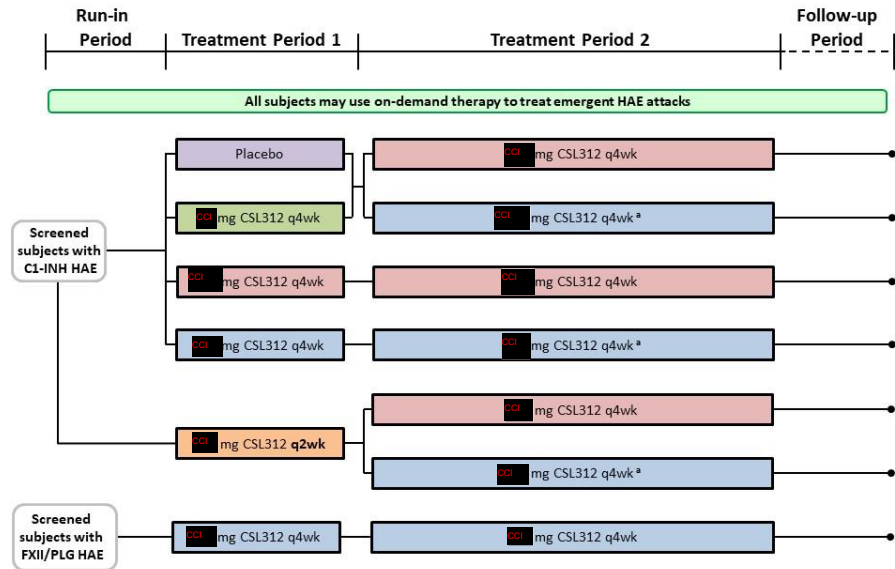 Run-in
Period
Treatment Period 1
Treatment Period 2
Follow-up
Period
All subjects may use on-demand therapy to treat emergent HAE attacks
Placebo
CCI mg CSL312 q4wk
CCI mg CSL312 q4wk
CCI mg CSL312 q4wk ª
Screened
subjects with
C1-INH HAE
CCI mg CSL312 q4wk
CCI mg CSL312 q4wk
CCI mg CSL312 q4wk
CCI mg CSL312 q4wk ª
CCI mg CSL312 q2wk
CCI mg CSL312 q4wk
CCI mg CSL312 q4wk ª
Screened
subjects with
FXII/PLG HAE
CCI mg CSL312 q4wk
CCI mg CSL312 q4wk